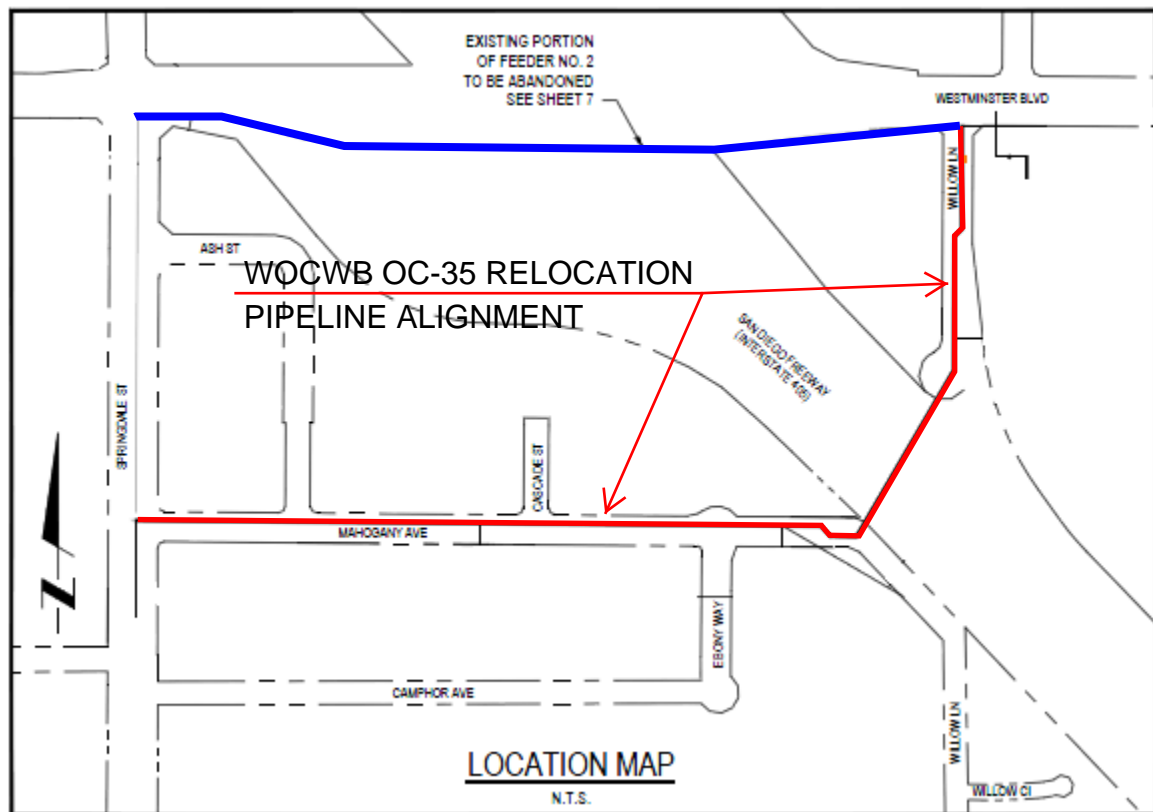 EXISTING PORTION
OF FEEDER NO. 2
TO BE ABANDONED
SEE SHEET 7
WESTMINSTER BLVD
WILLOW LN
ASH ST
WOCWB OC-35 RELOCATION
PIPELINE ALIGNMENT
SAN DIEGO FREEWAY
(INTERSTATE 405)
SPRINGDALE ST
CASCADE ST
MAHOGANY AVE
EBONY WAY
CAMPHOR AVE
WILLOW LN
WILLOW CI
Z
LOCATION MAP
N.T.S.